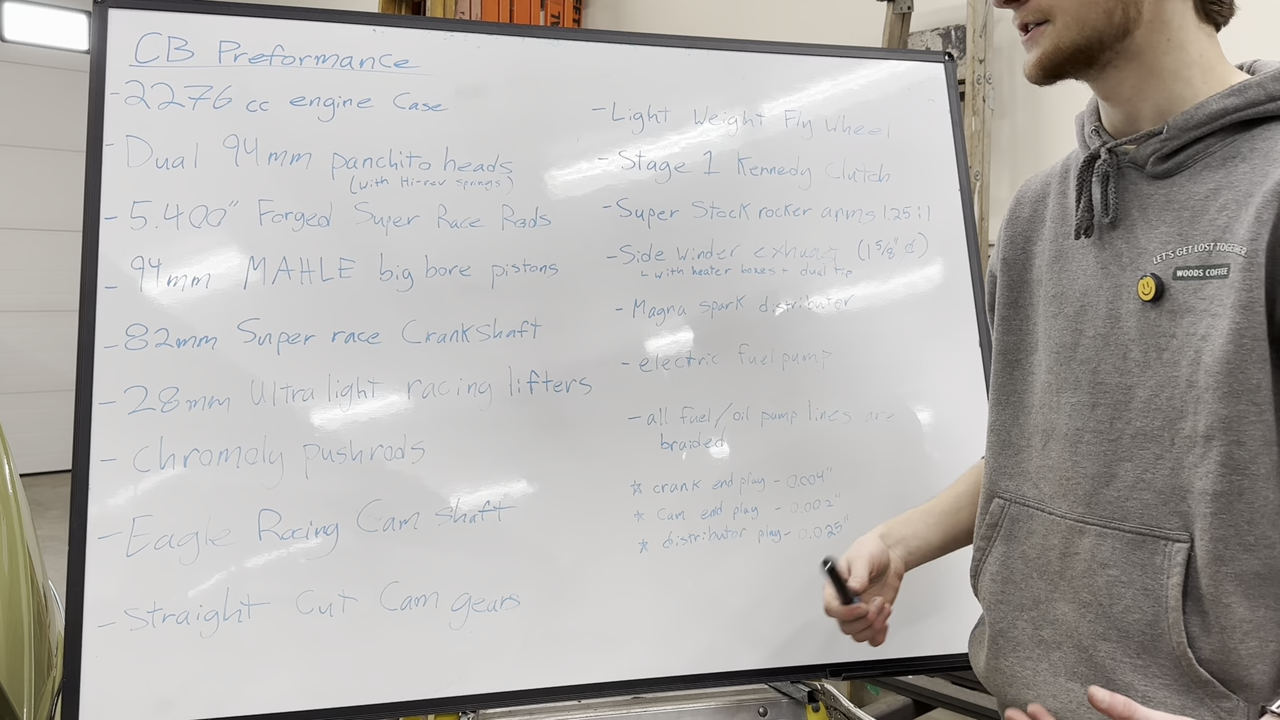 CB Preformance
-2276 cc engine Case
- Dual 94mm panchito heads
(with Hi-rev springs)
- 5.400" Forged Super Race Rods
- 94mm MAHLE big bore pistons
- 82mm Super race Crankshaft
- 28mm Ultra light racing lifters
- Chromoly pushrods
- Eagle Racing Cam shaft
- Straight Cut Cam gears
- Light Weight Fly Wheel
- Stage 1 Kennedy Clutch
- Super Stock rocker arms 1.25:1
- Side Winder exhaust (1 5/8" d)
with heater boxes + dual tip
- Magna spark distributor
- electric fuel pump
- all fuel/oil pump lines are
braided
☆ crank end play - 0.004"
☆ Cam end play - 0.002"
☆ distributor play - 0.025"
LET'S GET LOST TOGETHER.
WOODS COFFEE